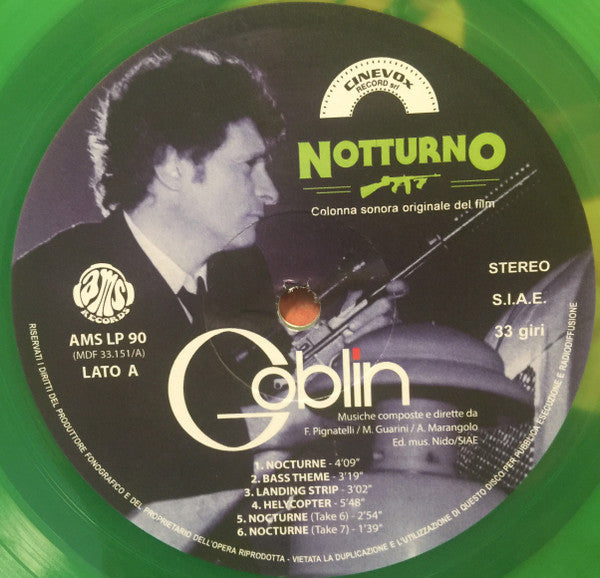 CINEVOX
RECORD srl
NOTTURNO
Colonna sonora originale del film
STEREO
S.I.A.E.
33 giri
ams
RECORDS
AMS LP 90
(MDF 33.151/A)
LATO A
Goblin
Musiche composte e dirette da
F. Pignatelli / M. Guarini / A. Marangolo
Ed. mus. Nido/SIAE
1. NOCTURNE - 4'09"
2. BASS THEME - 3'19"
3. LANDING STRIP - 3'02"
4. HELYCOPTER - 5'48"
5. NOCTURNE (Take 6) - 2'54"
6. NOCTURNE (Take 7) - 1'39"
RISERVATI I DIRITTI DEL PRODUTTORE FONOGRAFICO E DEL PROPRIETARIO DELL'OPERA RIPRODOTTA - VIETATA LA DUPLICAZIONE E L'UTILIZZAZIONE DI QUESTO DISCO PER PUBBLICA ESECUZIONE E RADIODIFFUSIONE